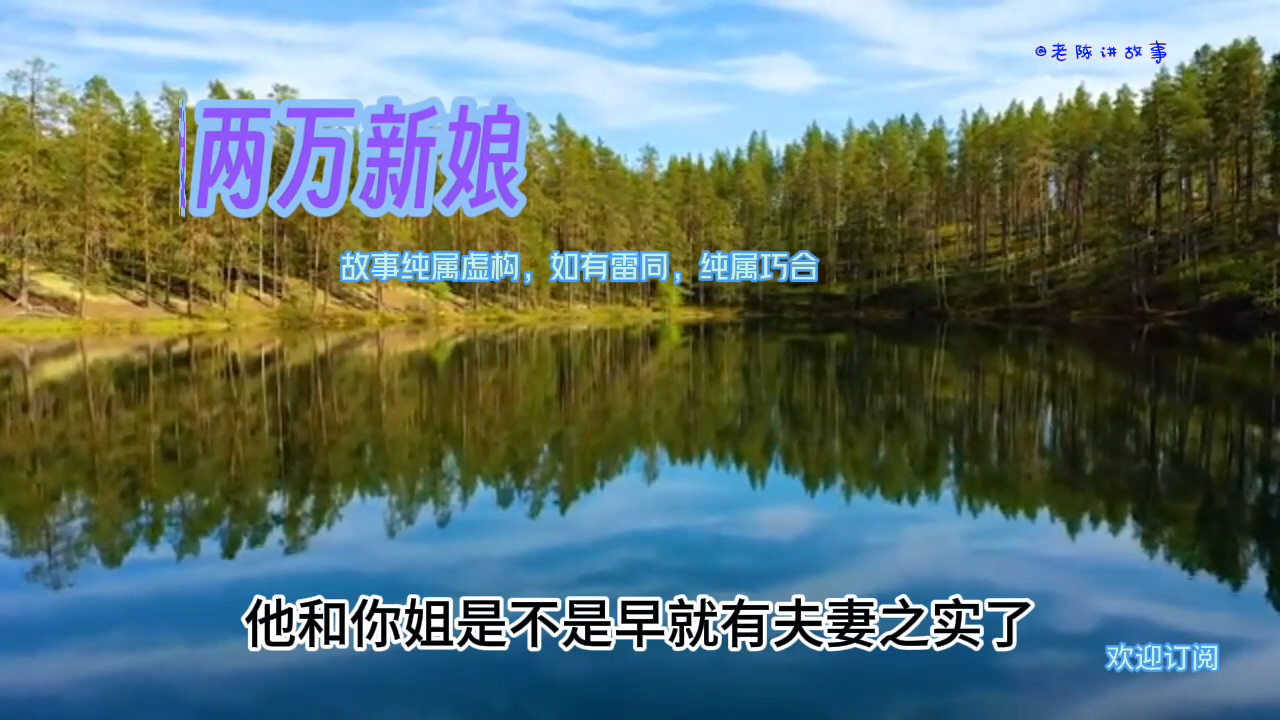 @老陈讲故事
两万新娘
故事纯属虚构，如有雷同，纯属巧合
他和你姐是不是早就有夫妻之实了
欢迎订阅